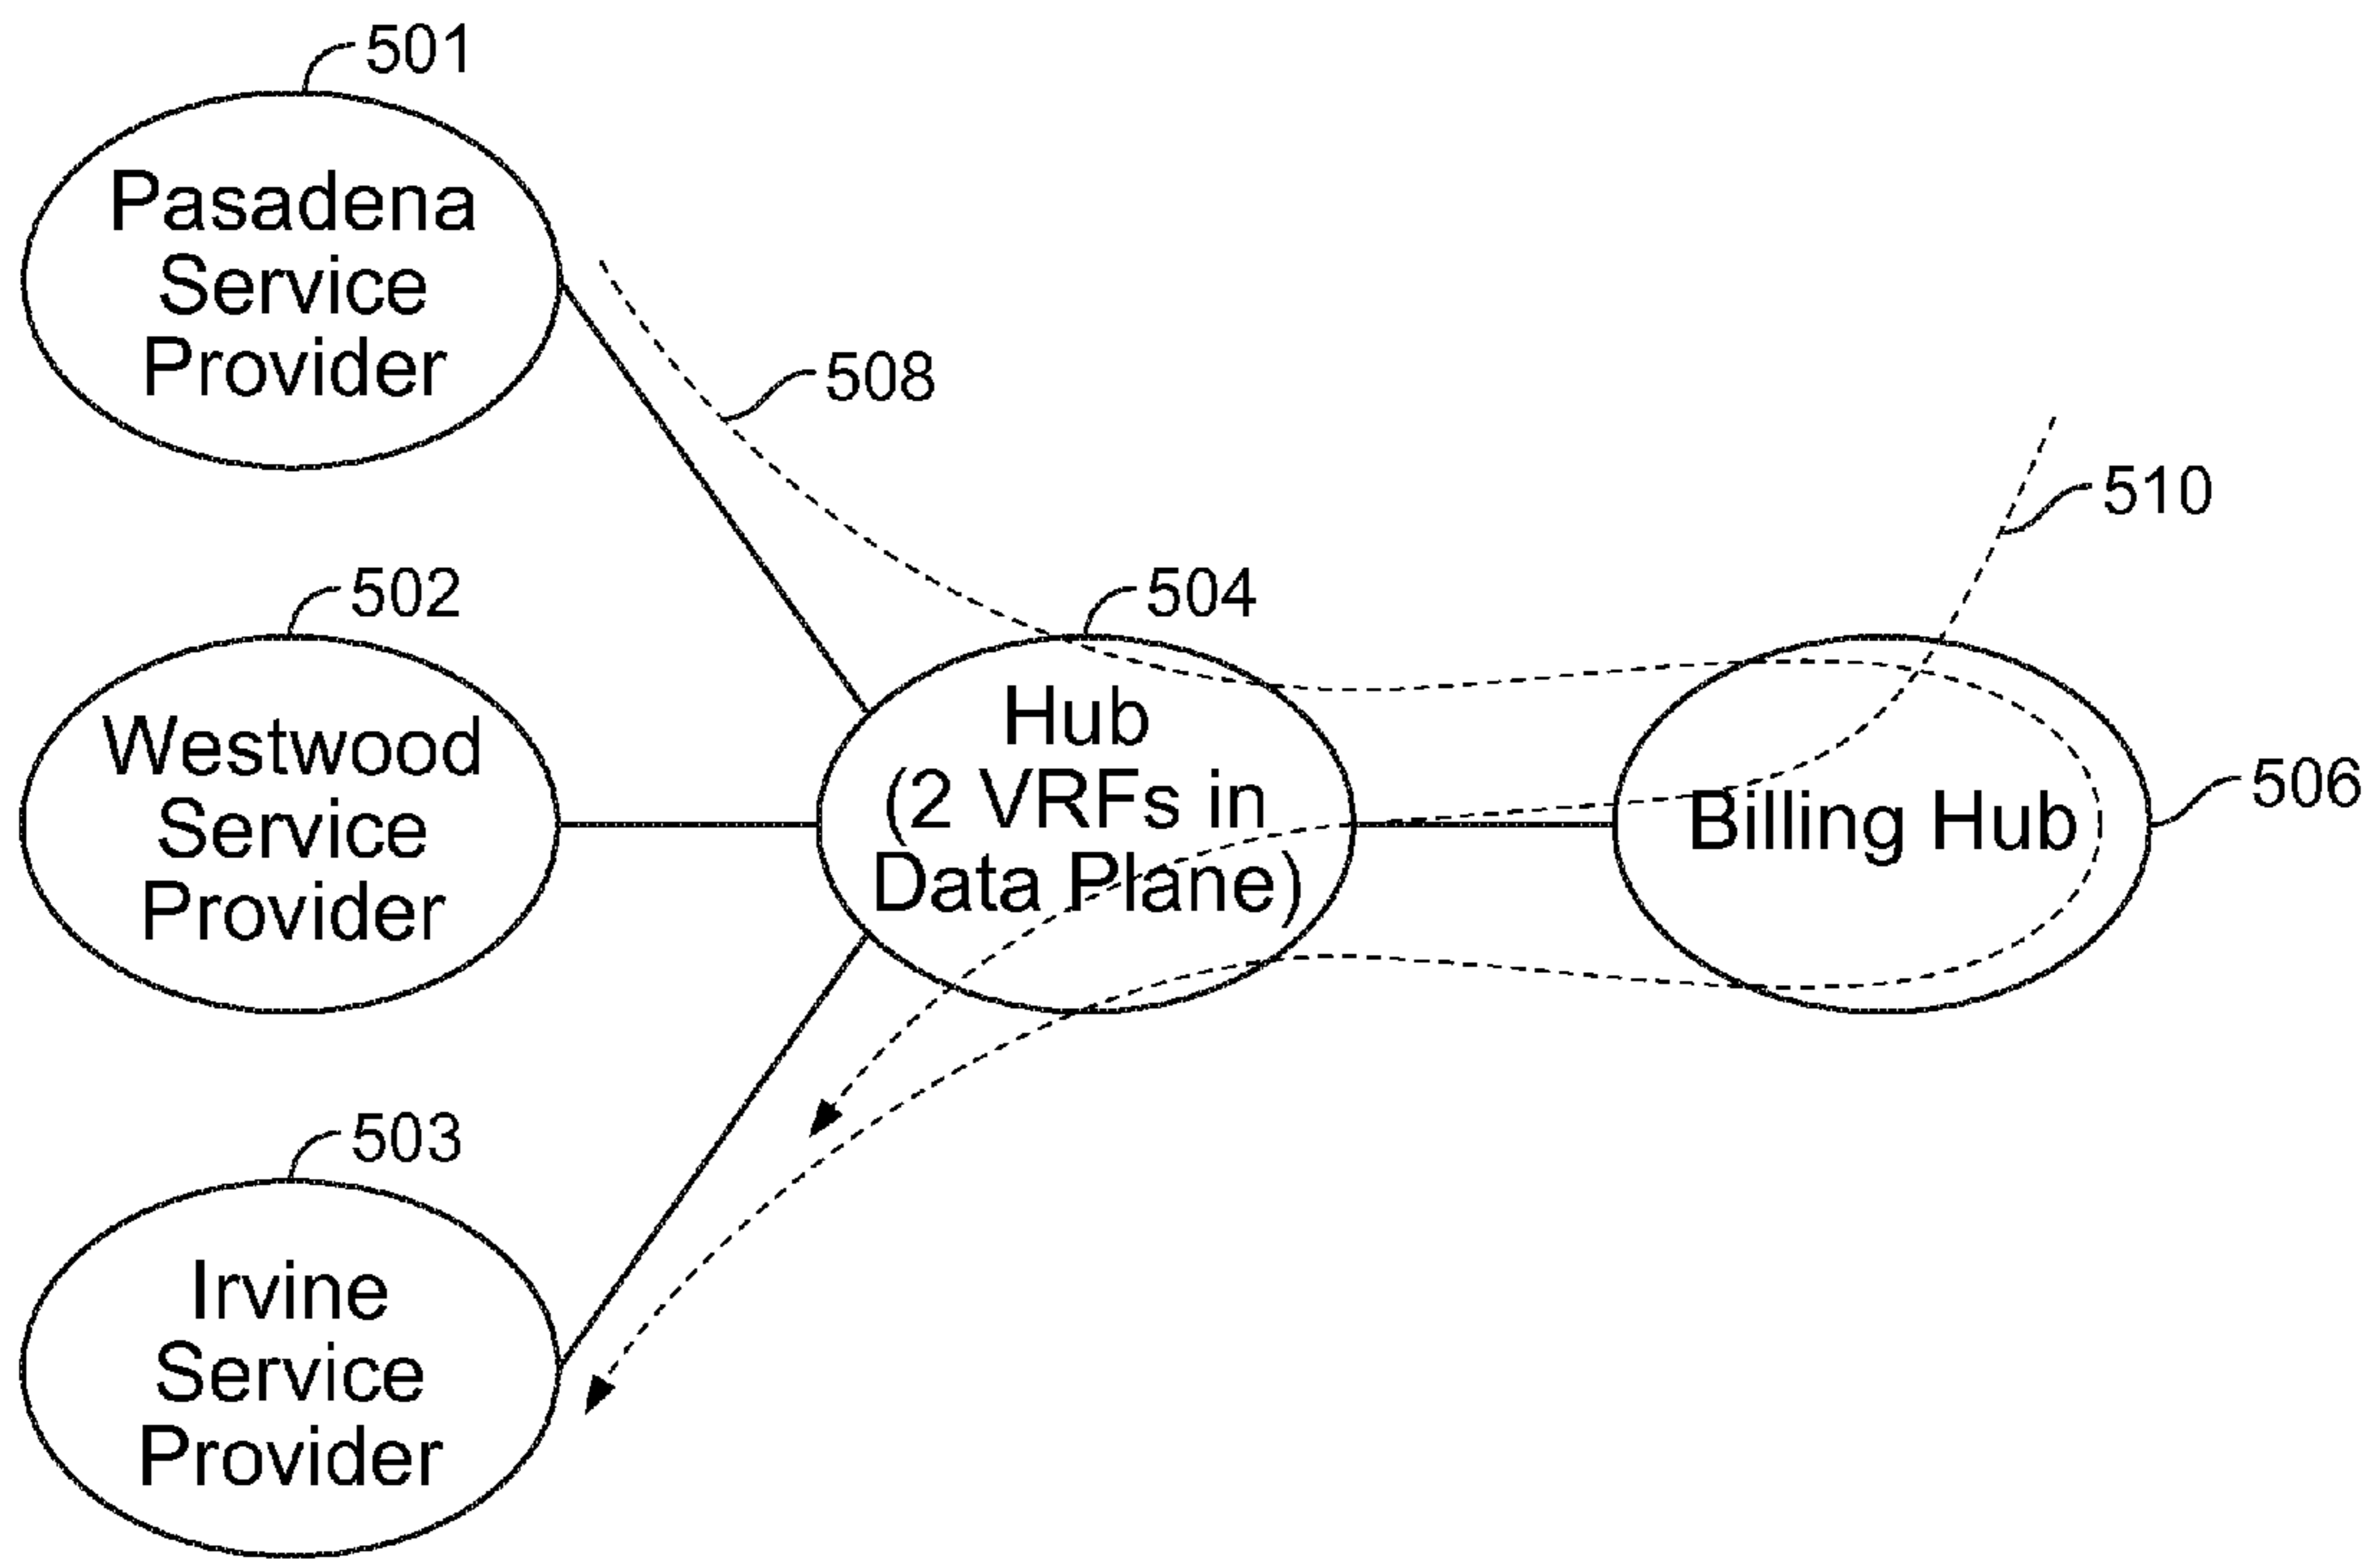 501
Pasadena
Service
Provider
508
510
502
Westwood
Service
Provider
504
Hub
(2 VRFs in
Data Plane)
506
Billing Hub
503
Irvine
Service
Provider